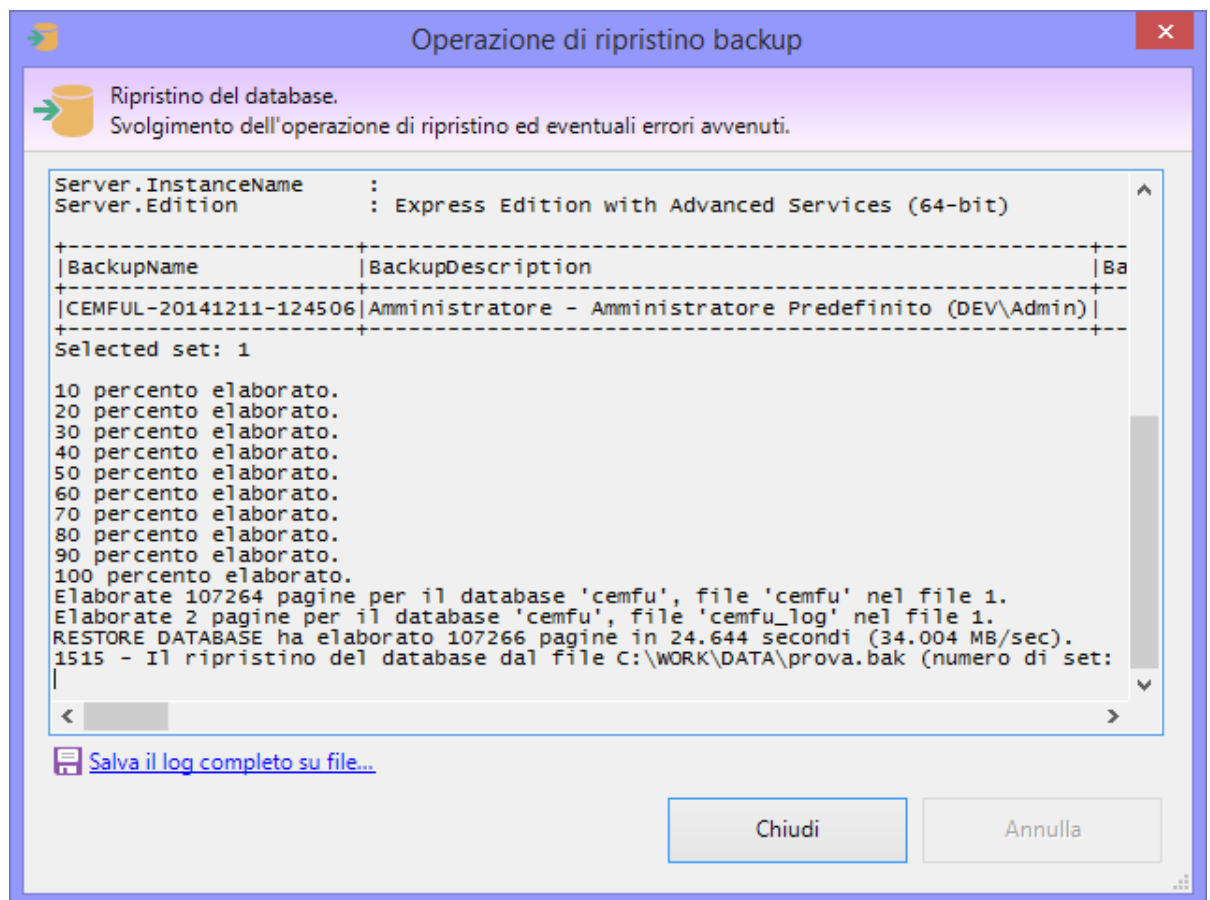 Operazione di ripristino backup
Ripristino del database.
Svolgimento dell'operazione di ripristino ed eventuali errori avvenuti.
Server.InstanceName    :
Server.Edition         : Express Edition with Advanced Services (64-bit)
+----------------------+-------------------------------------------------------+--
|BackupName            |BackupDescription                                      |Ba
+----------------------+-------------------------------------------------------+--
|CEMFUL-20141211-124506|Amministratore - Amministratore Predefinito (DEV\Admin)|
+----------------------+-------------------------------------------------------+--
Selected set: 1
10 percento elaborato.
20 percento elaborato.
30 percento elaborato.
40 percento elaborato.
50 percento elaborato.
60 percento elaborato.
70 percento elaborato.
80 percento elaborato.
90 percento elaborato.
100 percento elaborato.
Elaborate 107264 pagine per il database 'cemfu', file 'cemfu' nel file 1.
Elaborate 2 pagine per il database 'cemfu', file 'cemfu_log' nel file 1.
RESTORE DATABASE ha elaborato 107266 pagine in 24.644 secondi (34.004 MB/sec).
1515 - Il ripristino del database dal file C:\WORK\DATA\prova.bak (numero di set:
Salva il log completo su file...
Chiudi
Annulla